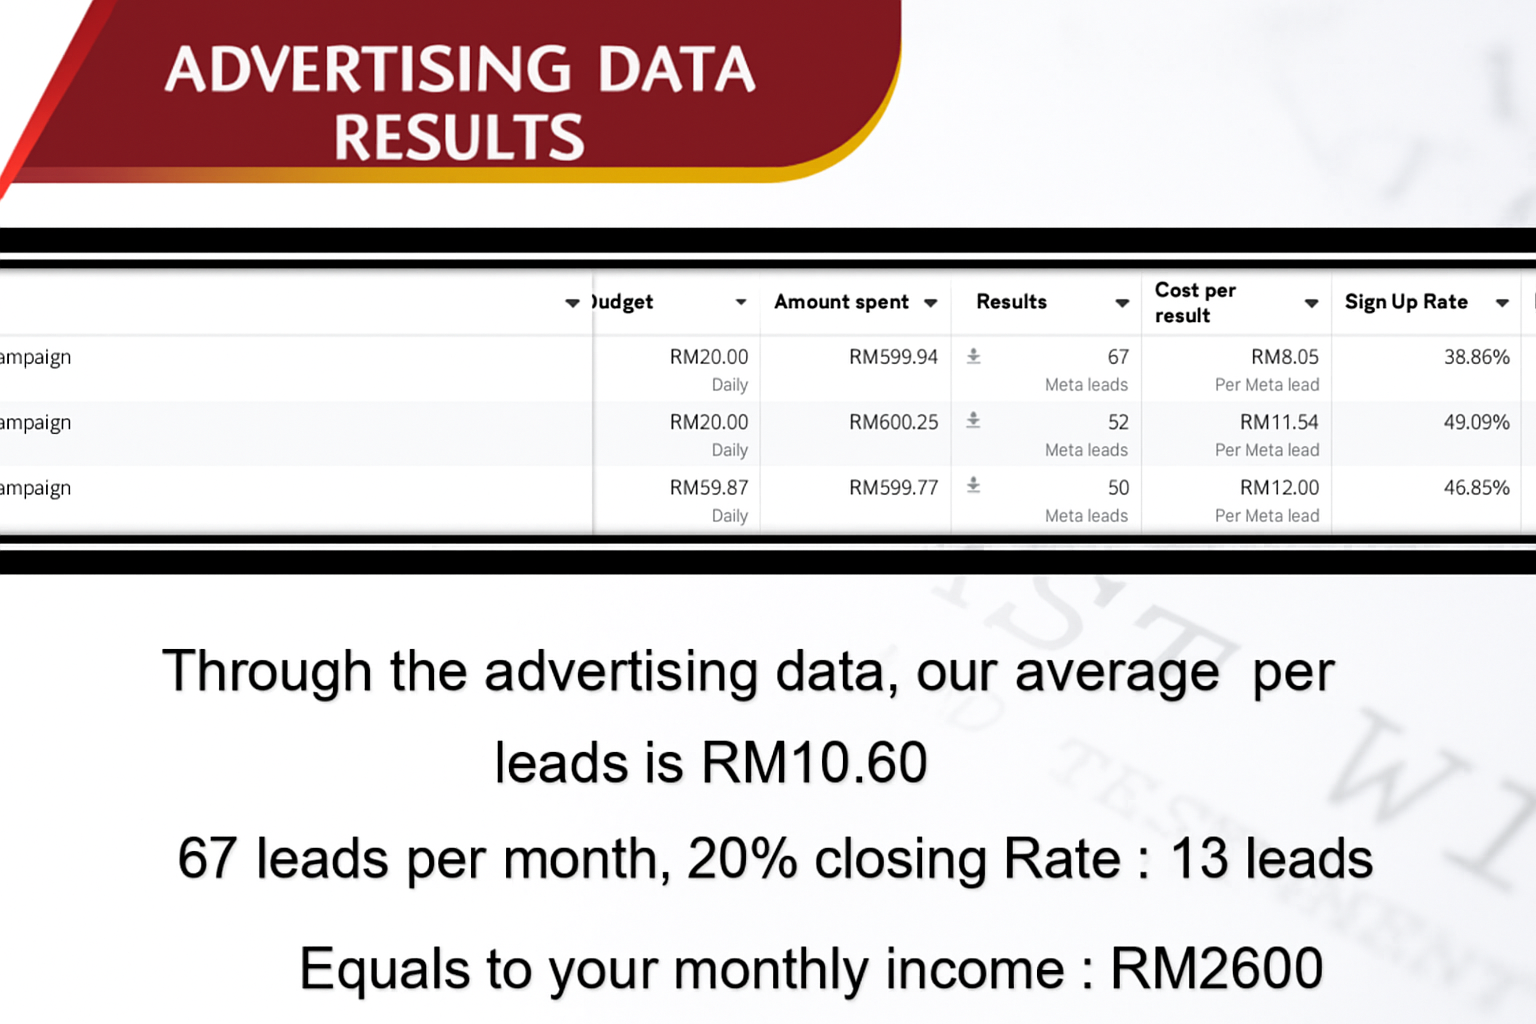 ADVERTISING DATA
RESULTS
Budget Amount spent Results Cost per result Sign Up Rate
ampaign RM20.00 RM599.94 67 RM8.05 38.86%
Daily Meta leads Per Meta lead
ampaign RM20.00 RM600.25 52 RM11.54 49.09%
Daily Meta leads Per Meta lead
ampaign RM59.87 RM599.77 50 RM12.00 46.85%
Daily Meta leads Per Meta lead
Through the advertising data, our average per
leads is RM10.60
67 leads per month, 20% closing Rate : 13 leads
Equals to your monthly income : RM2600